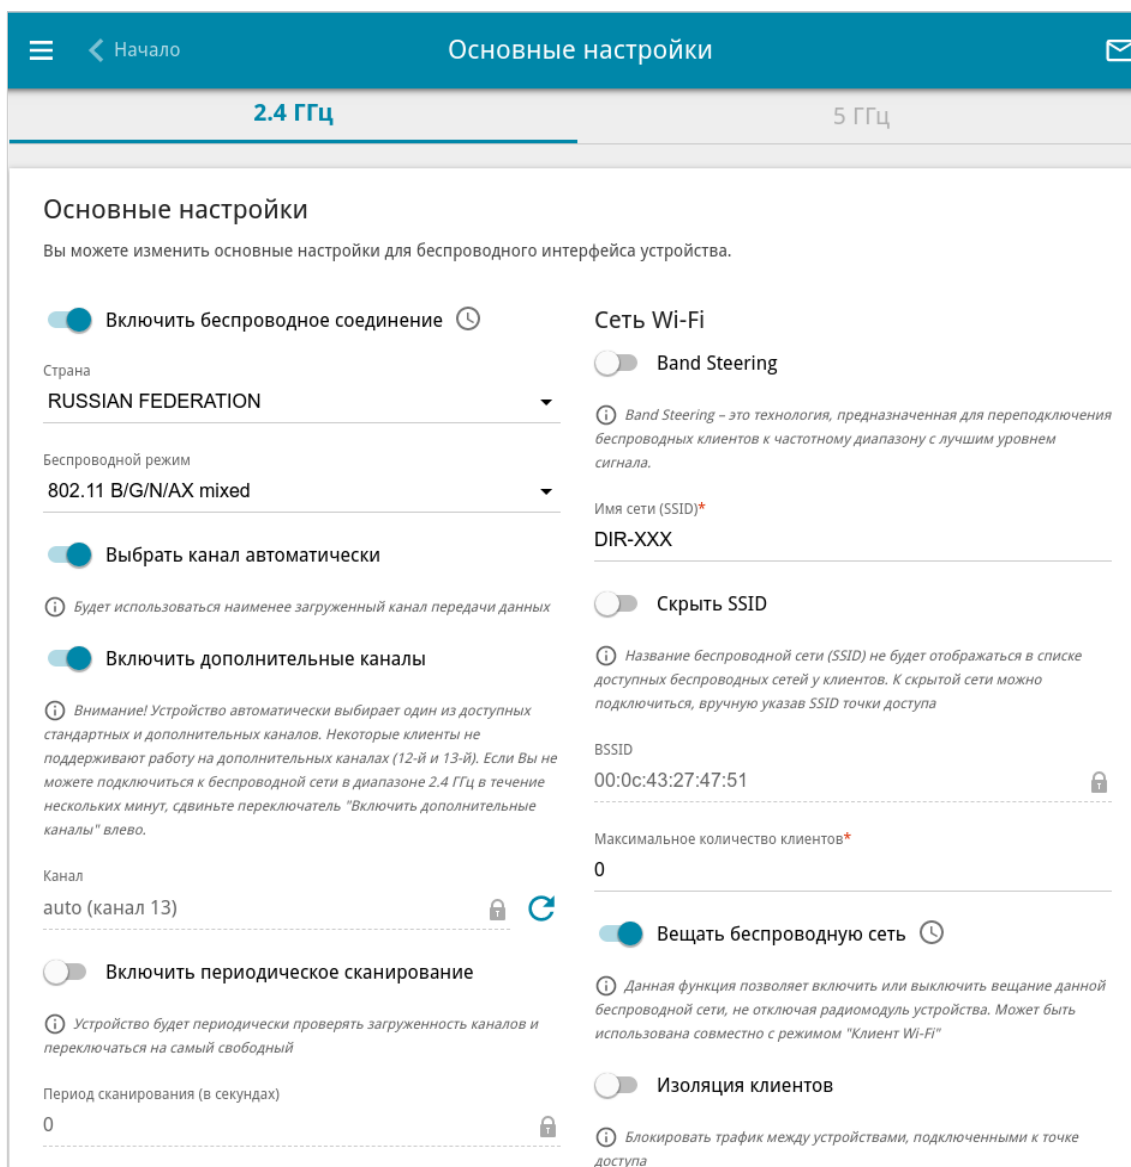 Начало
Основные настройки
2.4 ГГц
5 ГГц
Основные настройки
Вы можете изменить основные настройки для беспроводного интерфейса устройства.
Включить беспроводное соединение
Страна
RUSSIAN FEDERATION
Беспроводной режим
802.11 B/G/N/AX mixed
Выбрать канал автоматически
Будет использоваться наименее загруженный канал передачи данных
Включить дополнительные каналы
Внимание! Устройство автоматически выбирает один из доступных
стандартных и дополнительных каналов. Некоторые клиенты не
поддерживают работу на дополнительных каналах (12-й и 13-й). Если Вы не
можете подключиться к беспроводной сети в диапазоне 2.4 ГГц в течение
нескольких минут, сдвиньте переключатель "Включить дополнительные
каналы" влево.
Канал
auto (канал 13)
Включить периодическое сканирование
Устройство будет периодически проверять загруженность каналов и
переключаться на самый свободный
Период сканирования (в секундах)
0
Сеть Wi-Fi
Band Steering
Band Steering – это технология, предназначенная для переподключения
беспроводных клиентов к частотному диапазону с лучшим уровнем
сигнала.
Имя сети (SSID)*
DIR-XXX
Скрыть SSID
Название беспроводной сети (SSID) не будет отображаться в списке
доступных беспроводных сетей у клиентов. К скрытой сети можно
подключиться, вручную указав SSID точки доступа
BSSID
00:0c:43:27:47:51
Максимальное количество клиентов*
0
Вещать беспроводную сеть
Данная функция позволяет включить или выключить вещание данной
беспроводной сети, не отключая радиомодуль устройства. Может быть
использована совместно с режимом "Клиент Wi-Fi"
Изоляция клиентов
Блокировать трафик между устройствами, подключенными к точке
доступа